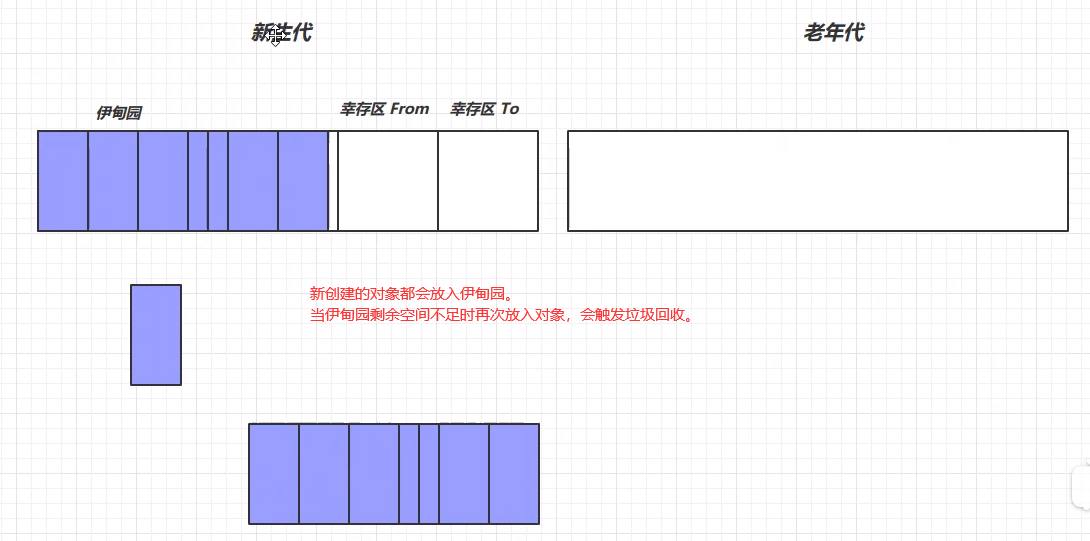 新生代
老年代
伊甸园
幸存区 From
幸存区 To
新创建的对象都会放入伊甸园。
当伊甸园剩余空间不足时再次放入对象，会触发垃圾回收。